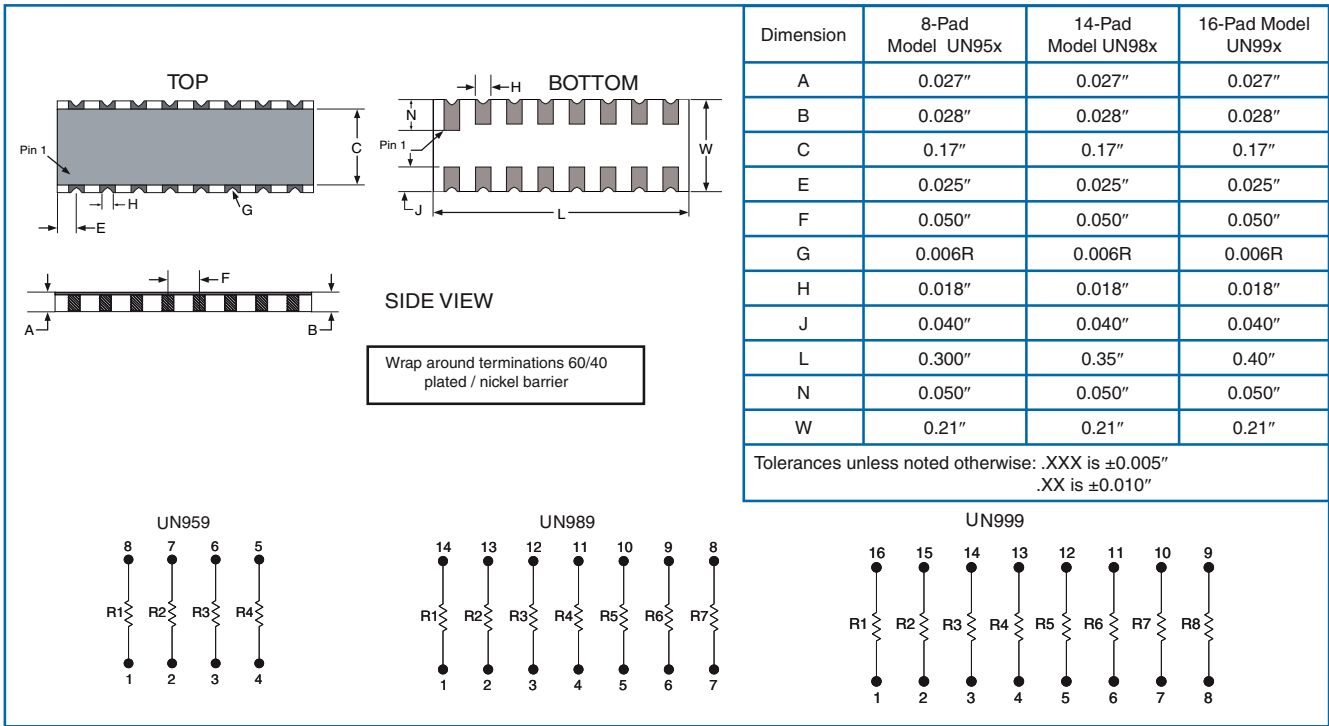 TOP
Pin 1
C
H
G
E
BOTTOM
H
N
Pin 1
W
J
L
F
A
B
SIDE VIEW
Wrap around terminations 60/40
plated / nickel barrier
Dimension 8-Pad Model UN95x 14-Pad Model UN98x 16-Pad Model UN99x
A 0.027″ 0.027″ 0.027″
B 0.028″ 0.028″ 0.028″
C 0.17″ 0.17″ 0.17″
E 0.025″ 0.025″ 0.025″
F 0.050″ 0.050″ 0.050″
G 0.006R 0.006R 0.006R
H 0.018″ 0.018″ 0.018″
J 0.040″ 0.040″ 0.040″
L 0.300″ 0.35″ 0.40″
N 0.050″ 0.050″ 0.050″
W 0.21″ 0.21″ 0.21″
Tolerances unless noted otherwise: .XXX is ±0.005″
.XX is ±0.010″
UN959
8 7 6 5
R1 R2 R3 R4
1 2 3 4
UN989
14 13 12 11 10 9 8
R1 R2 R3 R4 R5 R6 R7
1 2 3 4 5 6 7
UN999
16 15 14 13 12 11 10 9
R1 R2 R3 R4 R5 R6 R7 R8
1 2 3 4 5 6 7 8